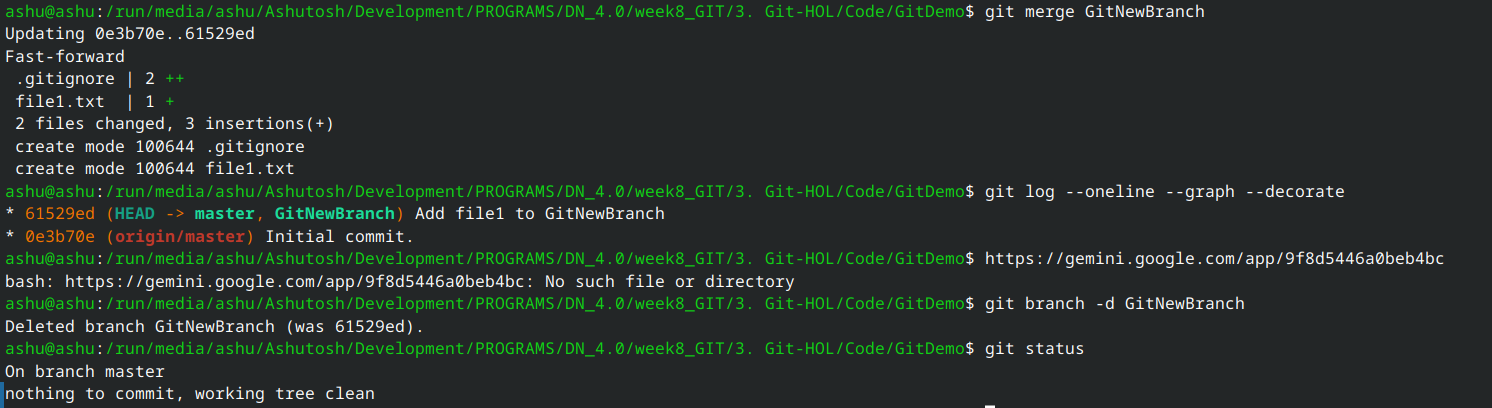 ashu@ashu:/run/media/ashu/Ashutosh/Development/PROGRAMS/DN_4.0/week8_GIT/3. Git-HOL/Code/GitDemo$ git merge GitNewBranch
Updating 0e3b70e..61529ed
Fast-forward
 .gitignore | 2 ++
 file1.txt  | 1 +
 2 files changed, 3 insertions(+)
 create mode 100644 .gitignore
 create mode 100644 file1.txt
ashu@ashu:/run/media/ashu/Ashutosh/Development/PROGRAMS/DN_4.0/week8_GIT/3. Git-HOL/Code/GitDemo$ git log --oneline --graph --decorate
* 61529ed (HEAD -> master, GitNewBranch) Add file1 to GitNewBranch
* 0e3b70e (origin/master) Initial commit.
ashu@ashu:/run/media/ashu/Ashutosh/Development/PROGRAMS/DN_4.0/week8_GIT/3. Git-HOL/Code/GitDemo$ https://gemini.google.com/app/9f8d5446a0beb4bc
bash: https://gemini.google.com/app/9f8d5446a0beb4bc: No such file or directory
ashu@ashu:/run/media/ashu/Ashutosh/Development/PROGRAMS/DN_4.0/week8_GIT/3. Git-HOL/Code/GitDemo$ git branch -d GitNewBranch
Deleted branch GitNewBranch (was 61529ed).
ashu@ashu:/run/media/ashu/Ashutosh/Development/PROGRAMS/DN_4.0/week8_GIT/3. Git-HOL/Code/GitDemo$ git status
On branch master
nothing to commit, working tree clean